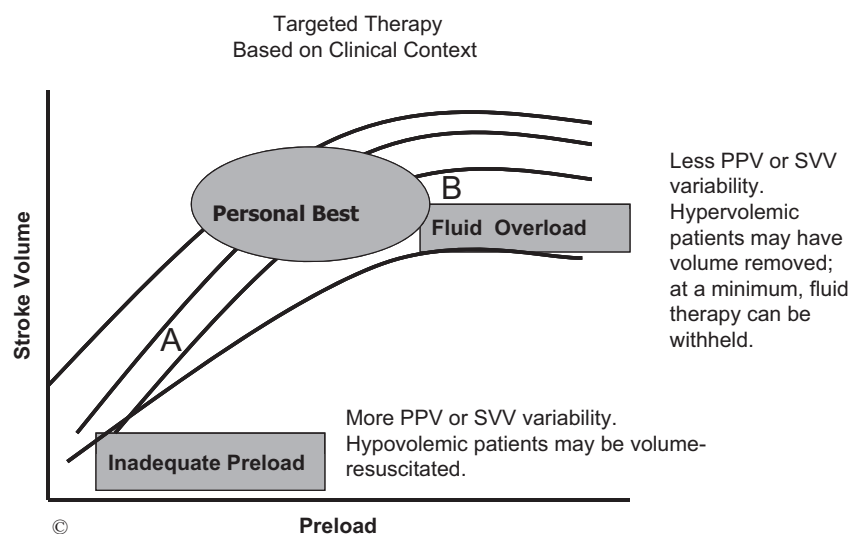 Targeted Therapy
Based on Clinical Context
Stroke Volume
Personal Best
B
Fluid Overload
A
Less PPV or SVV
variability.
Hypervolemic
patients may have
volume removed;
at a minimum, fluid
therapy can be
withheld.
More PPV or SVV variability.
Hypovolemic patients may be volume-
resuscitated.
Inadequate Preload
©
Preload